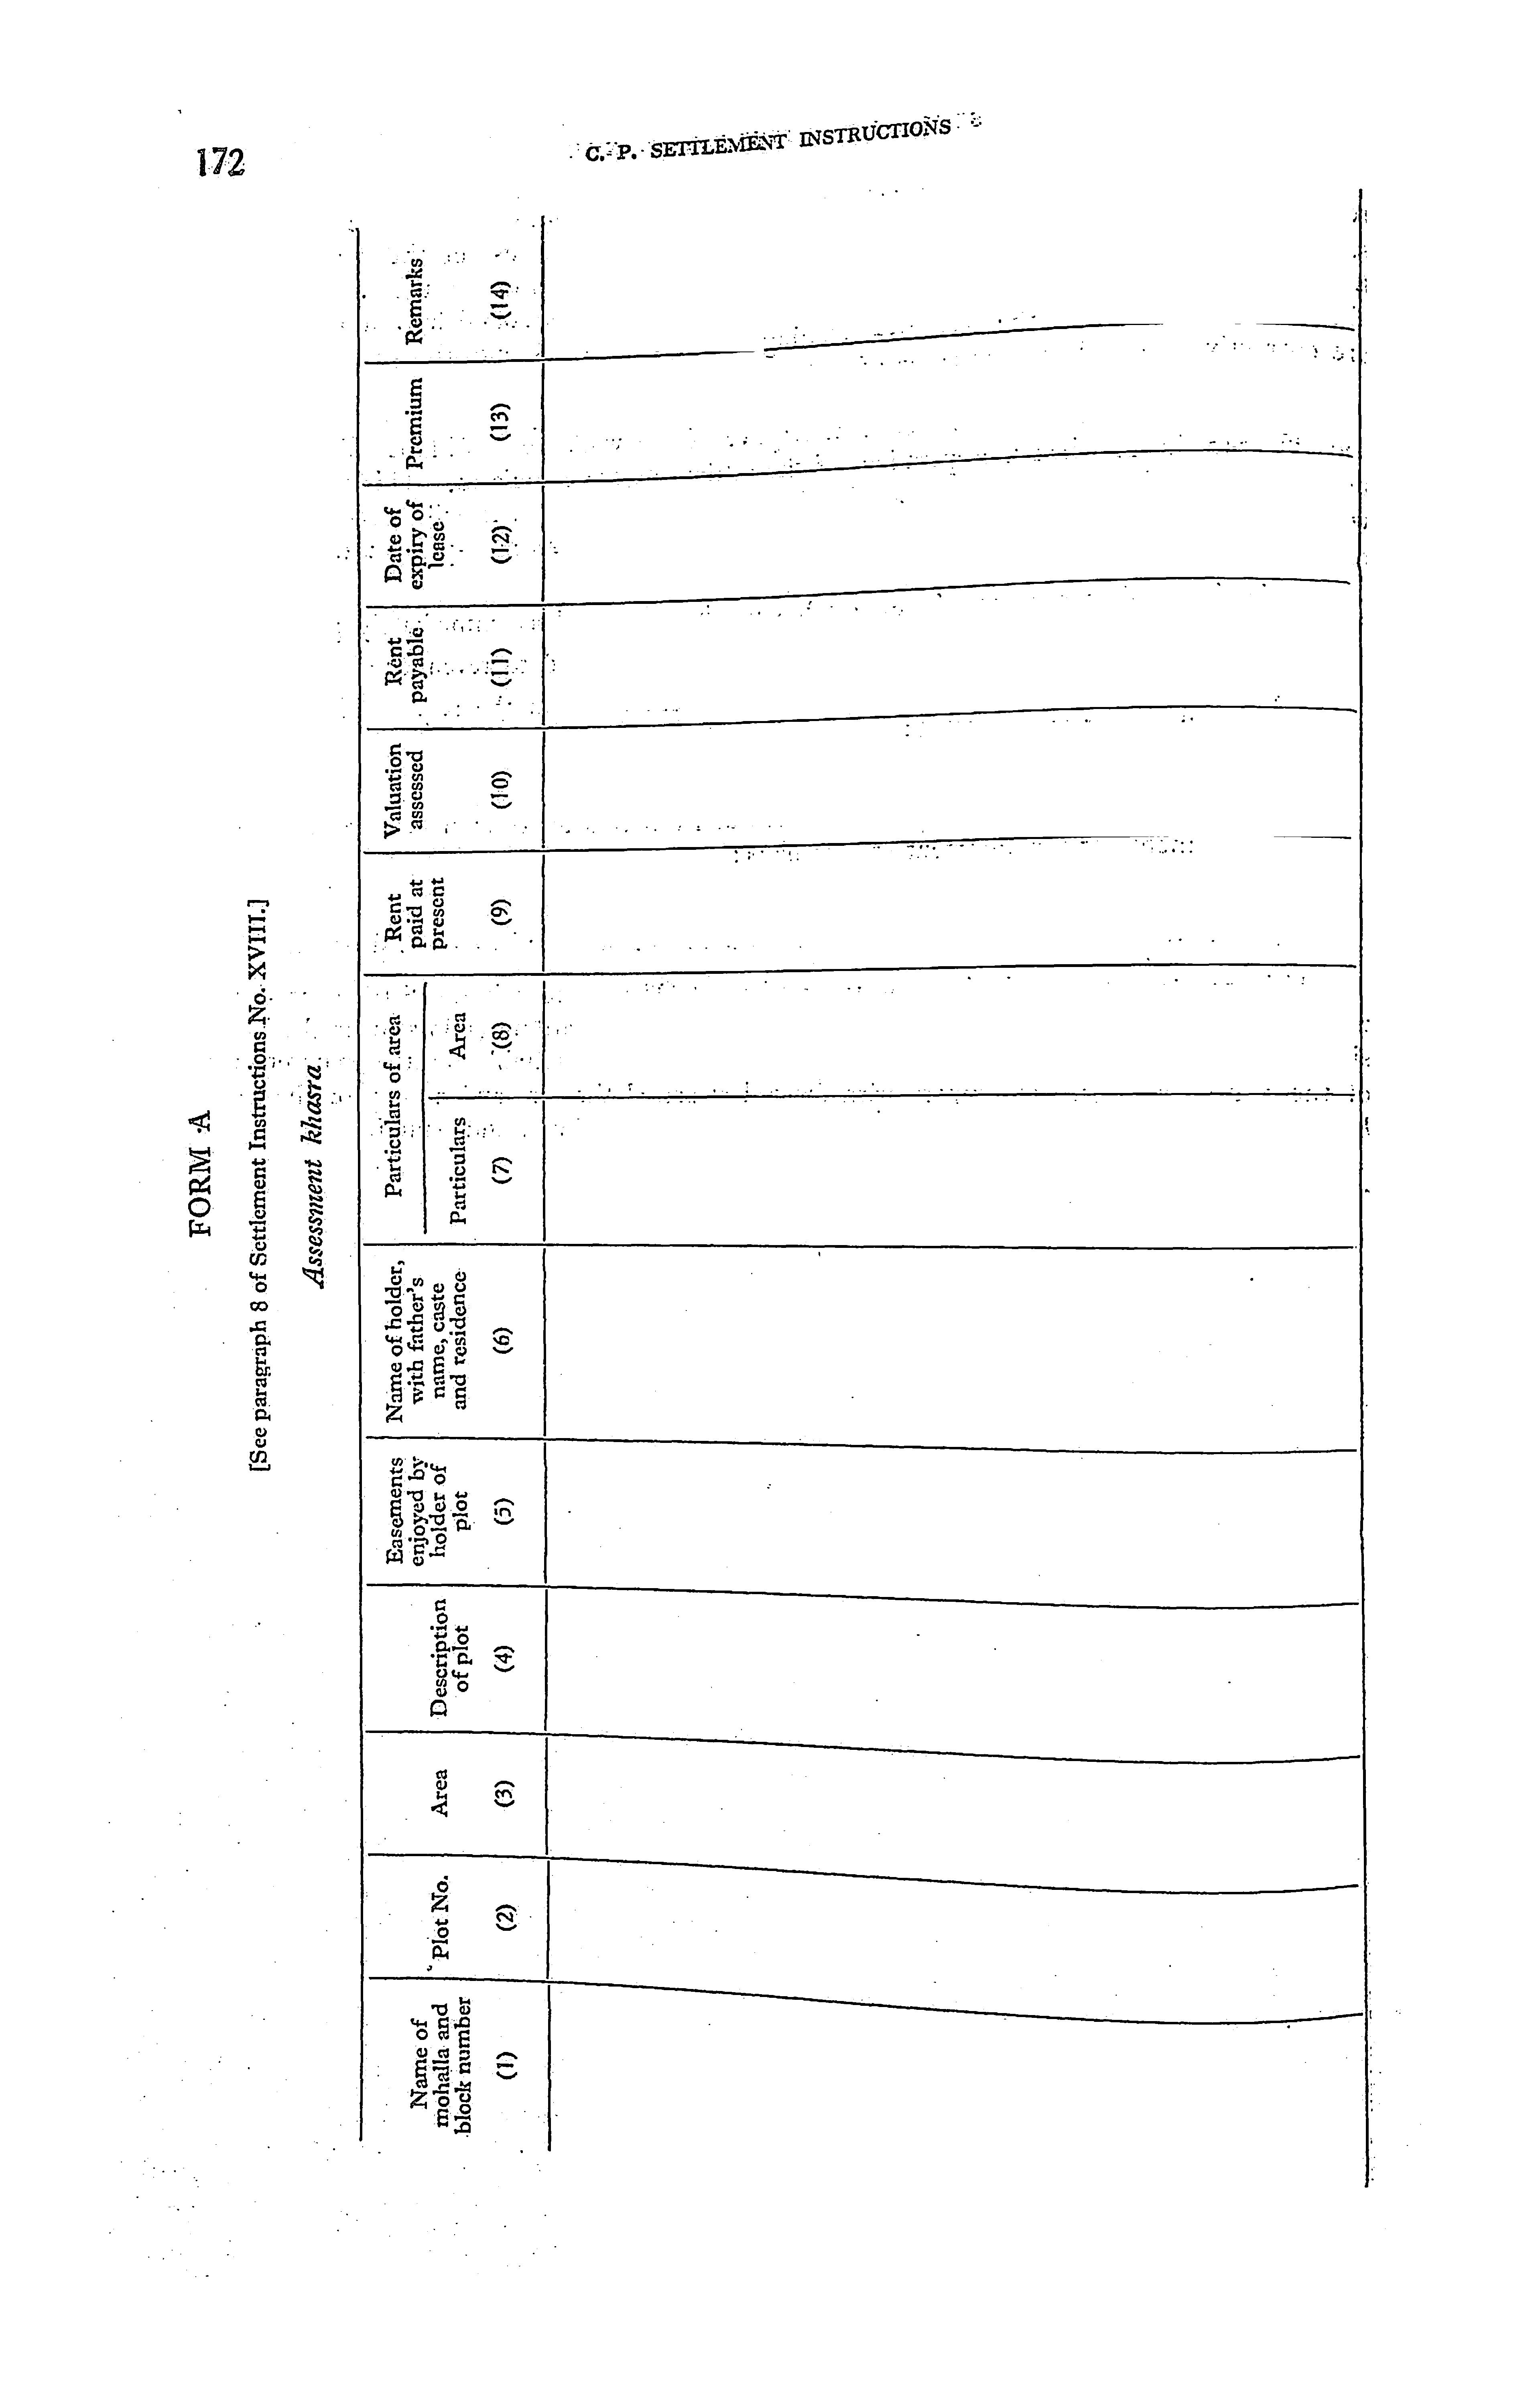 172
C. P. SETTLEMENT INSTRUCTIONS
FORM A
[See paragraph 8 of Settlement Instructions No. XVIII.]
Assessment khasra
Name of
mohalla and
block number
(1)
Plot No.
(2)
Area
(3)
Description
of plot
(4)
Easements
enjoyed by
holder of
plot
(5)
Name of holder,
with father's
name, caste
and residence
(6)
Particulars of area
Particulars
(7)
Area
(8)
Rent
paid at
present
(9)
Valuation
assessed
(10)
Rent
payable
(11)
Date of
expiry of
lease
(12)
Premium
(13)
Remarks
(14)